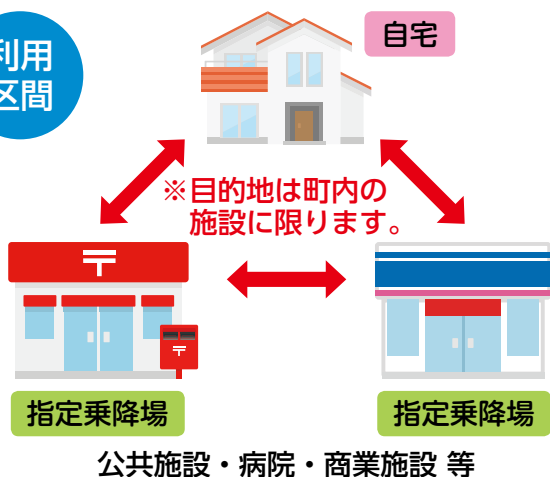 利用
区間
自宅
※目的地は町内の
施設に限ります。
〒
〒
指定乗降場
指定乗降場
公共施設・病院・商業施設 等